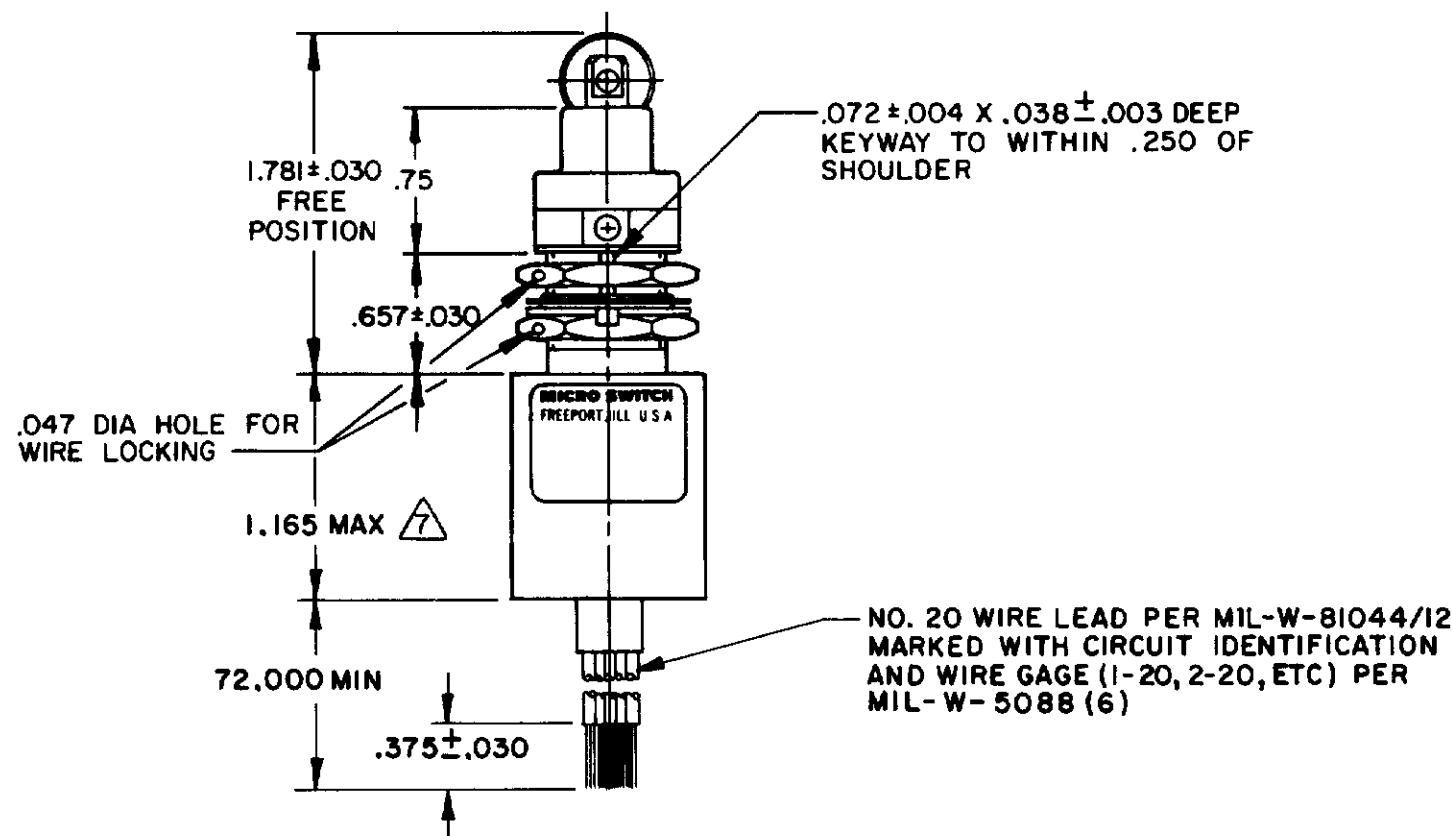 .072±.004 X .038±.003 DEEP
KEYWAY TO WITHIN .250 OF
SHOULDER
1.781±.030
FREE
POSITION
.75
.657±.030
MICRO SWITCH
FREEPORT, ILL U S A
.047 DIA HOLE FOR
WIRE LOCKING
1.165 MAX 7
NO. 20 WIRE LEAD PER MIL-W-81044/12
MARKED WITH CIRCUIT IDENTIFICATION
AND WIRE GAGE (1-20, 2-20, ETC) PER
MIL-W-5088 (6)
72.000 MIN
.375±.030